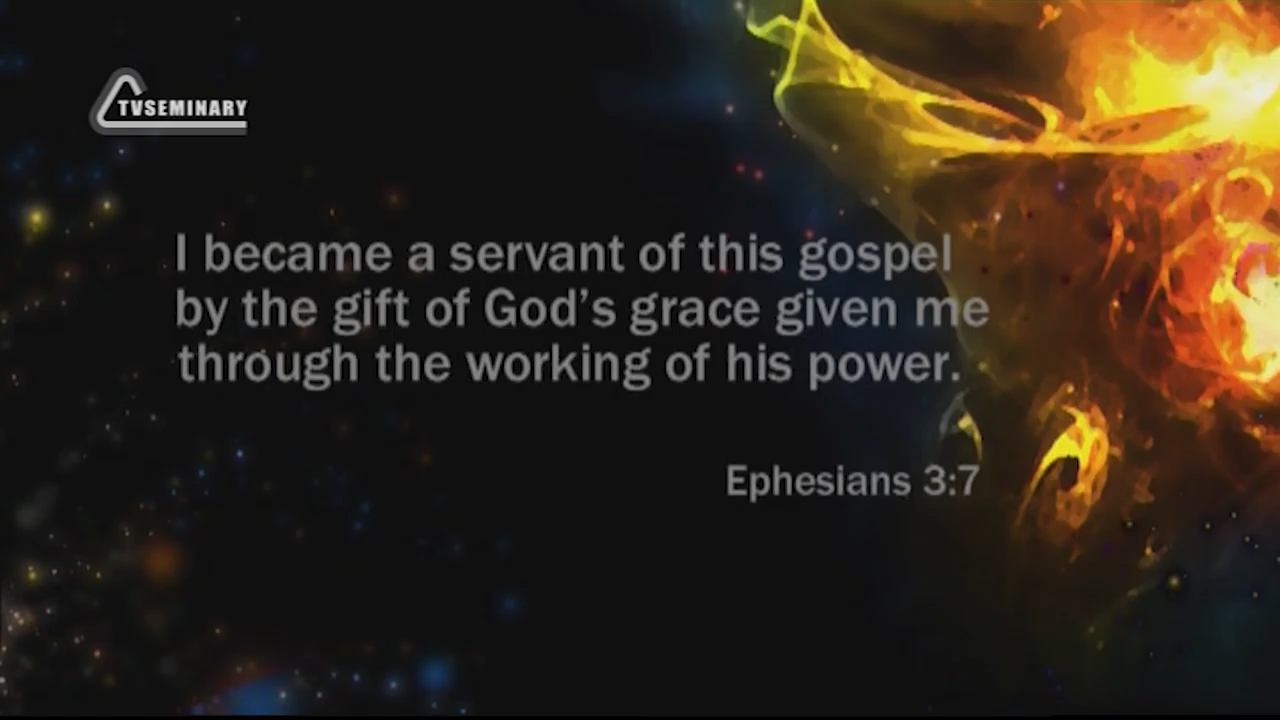 TVSEMINARY
I became a servant of this gospel
by the gift of God’s grace given me
through the working of his power.
Ephesians 3:7